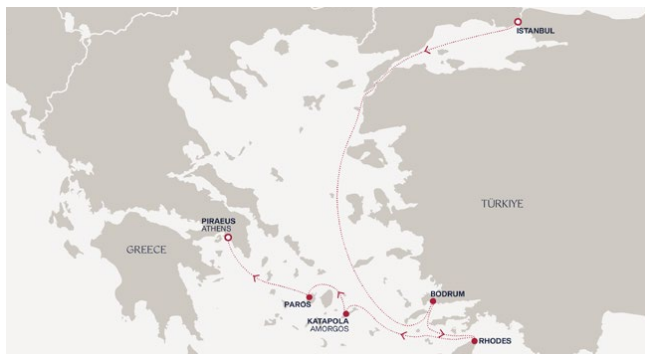 ISTANBUL
TÜRKIYE
PIRAEUS
ATHENS
GREECE
BODRUM
PAROS
KATAPOLA
AMORGOS
RHODES